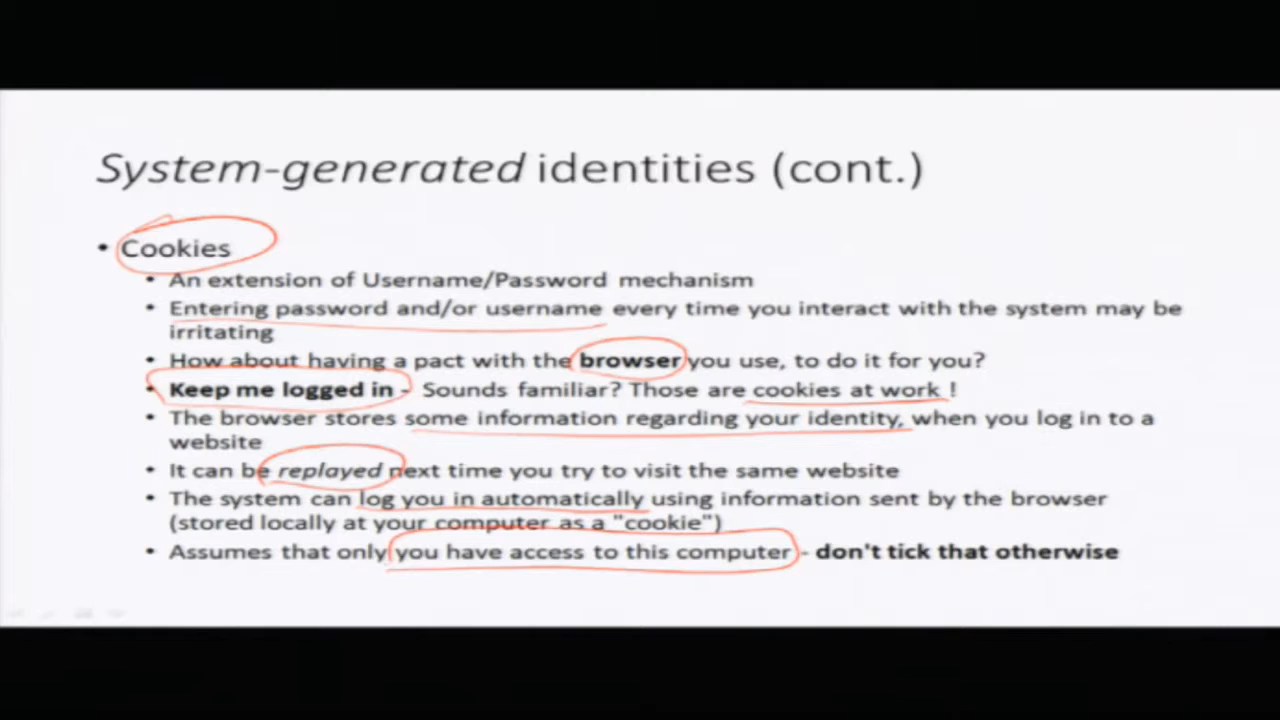 System-generated identities (cont.)
• Cookies
• An extension of Username/Password mechanism
• Entering password and/or username every time you interact with the system may be
irritating
• How about having a pact with the browser you use, to do it for you?
• Keep me logged in - Sounds familiar? Those are cookies at work !
• The browser stores some information regarding your identity, when you log in to a
website
• It can be replayed next time you try to visit the same website
• The system can log you in automatically using information sent by the browser
(stored locally at your computer as a "cookie")
• Assumes that only you have access to this computer - don't tick that otherwise